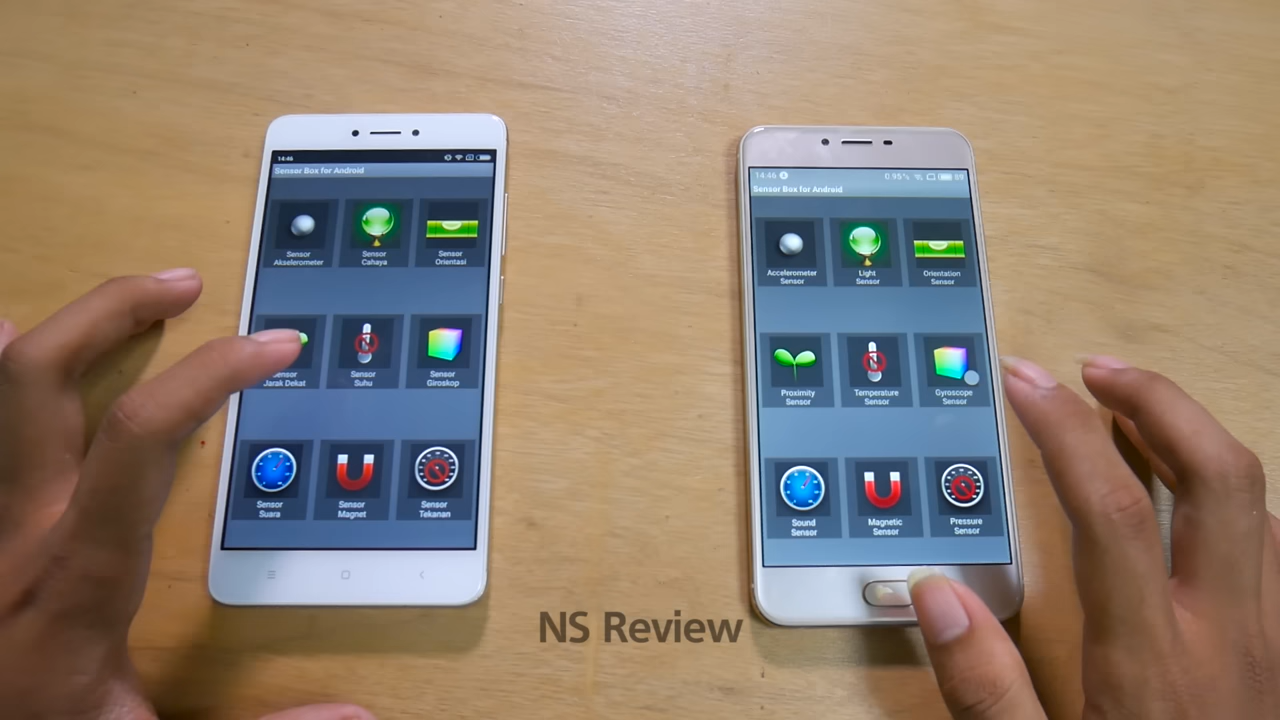 14:46
Sensor Box for Android
Sensor
Akselerometer
Sensor
Cahaya
Sensor
Orientasi
Sensor
Jarak Dekat
Sensor
Suhu
Sensor
Giroskop
Sensor
Suara
Sensor
Magnet
Sensor
Tekanan
14:46
Sensor Box for Android
Accelerometer
Sensor
Light
Sensor
Orientation
Sensor
Proximity
Sensor
Temperature
Sensor
Gyroscope
Sensor
Sound
Sensor
Magnetic
Sensor
Pressure
Sensor
NS Review